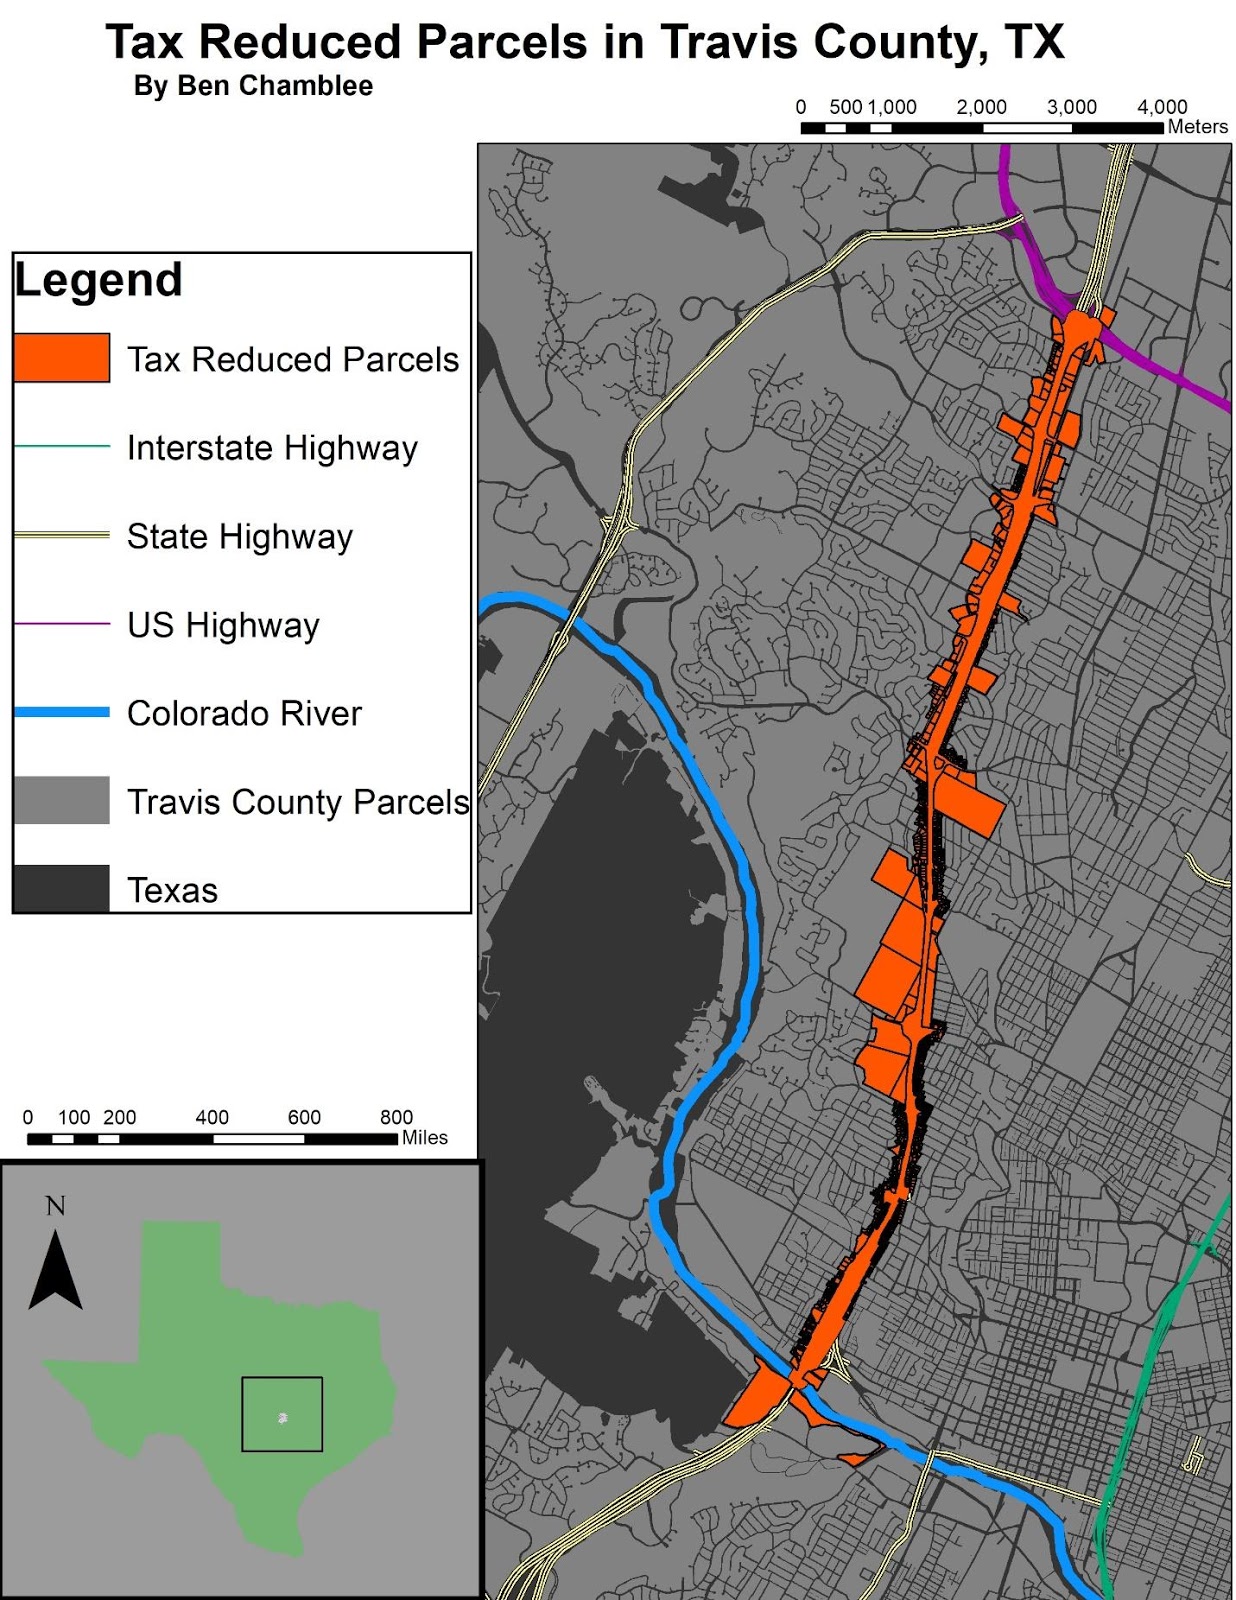 Tax Reduced Parcels in Travis County, TX
By Ben Chamblee
0 500 1,000 2,000 3,000 4,000
Meters
Legend
Tax Reduced Parcels
Interstate Highway
State Highway
US Highway
Colorado River
Travis County Parcels
Texas
0 100 200 400 600 800
Miles
N